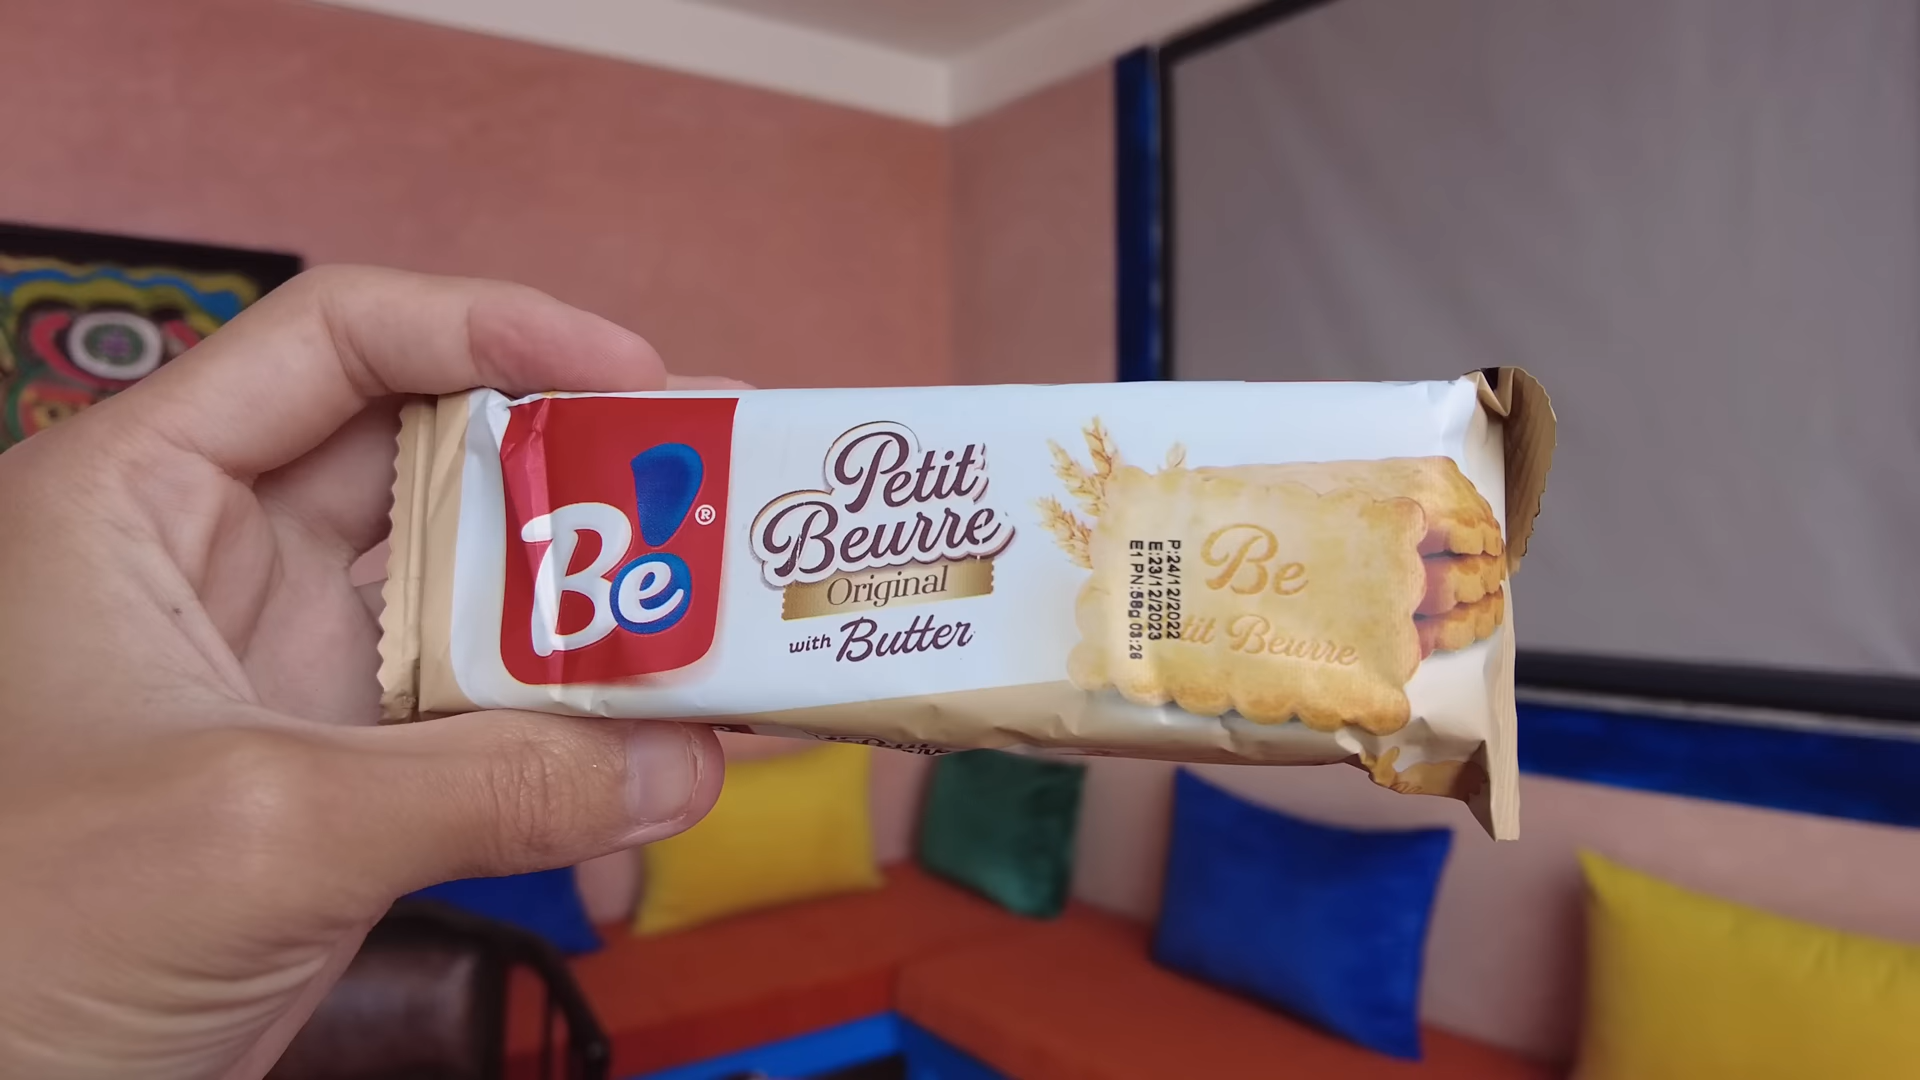 Be
®
Petit
Beurre
Original
with Butter
Be
Petit Beurre
P:24/12/2022
E:23/12/2023
E1 PN:58g 03:26